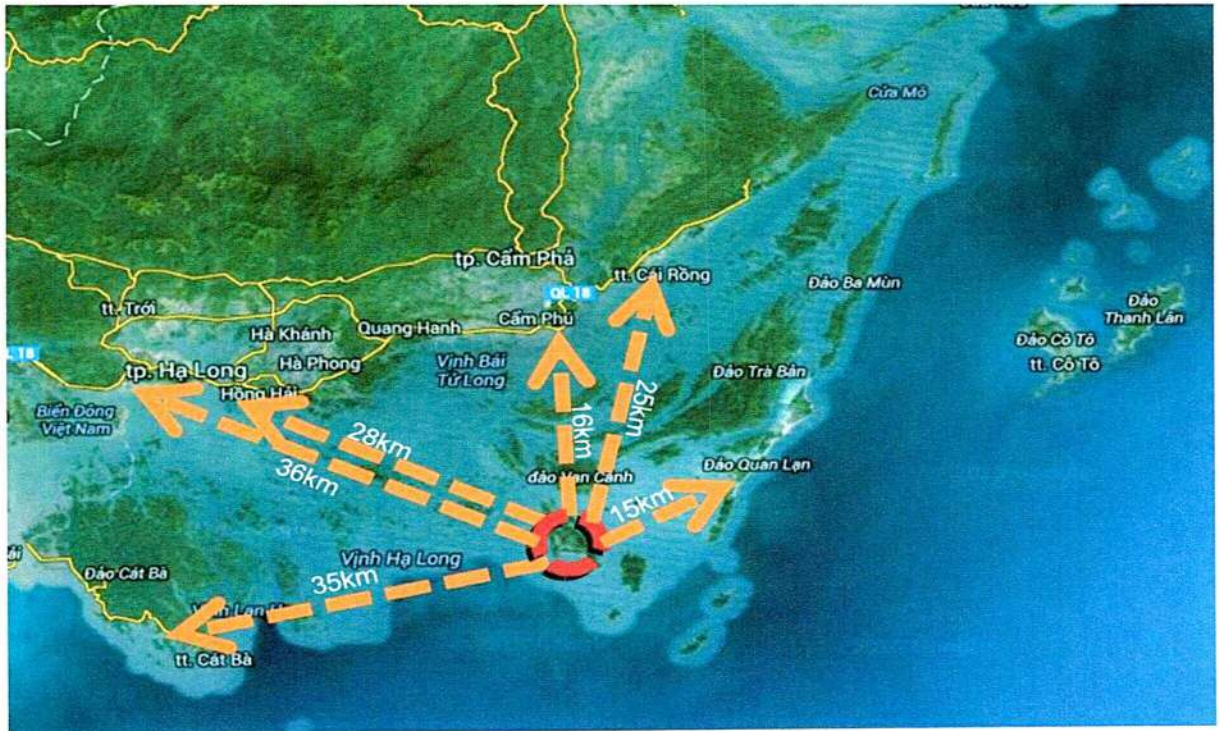 Cửa Mô
tp. Cẩm Phả
tt. Cái Rồng
QL 18
Đảo Ba Mùn
Đảo
Thanh Lân
tt. Trới
Cẩm Phú
Hà Khánh
Quang Hanh
Đảo Cô Tô
tt. Cô Tô
L 18
Hà Phong
Vịnh Bái
Tử Long
tp. Hạ Long
Đảo Trà Bản
Hồng Hải
Biển Đông
Việt Nam
16km
25km
28km
36km
đảo Vạn Cảnh
Đảo Quan Lạn
15km
Vịnh Hạ Long
Đảo Cát Bà
35km
tt. Cát Bà